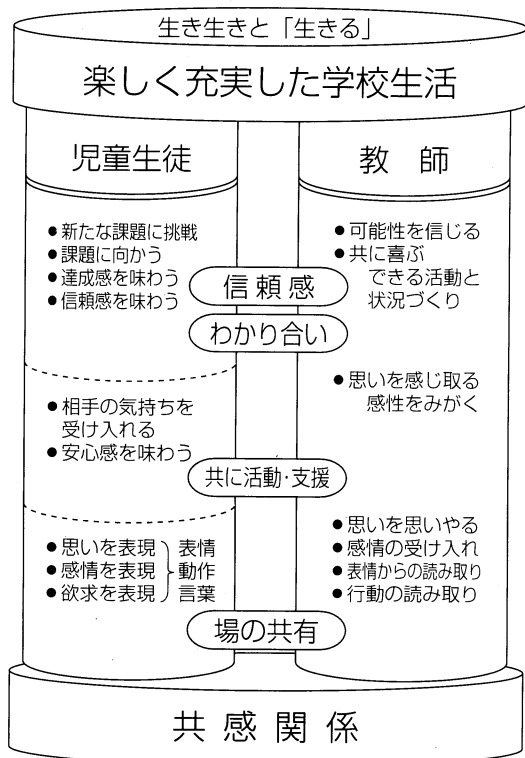 生き生きと「生きる」
楽しく充実した学校生活
児童生徒
教 師
●新たな課題に挑戦
●課題に向かう
●達成感を味わう
●信頼感を味わう
●可能性を信じる
●共に喜ぶ
できる活動と
状況づくり
信頼感
わかり合い
●相手の気持ちを
受け入れる
●安心感を味わう
●思いを感じ取る
感性をみがく
共に活動・支援
●思いを表現 表情
●感情を表現 動作
●欲求を表現 言葉
●思いを思いやる
●感情の受け入れ
●表情からの読み取り
●行動の読み取り
場の共有
共感関係